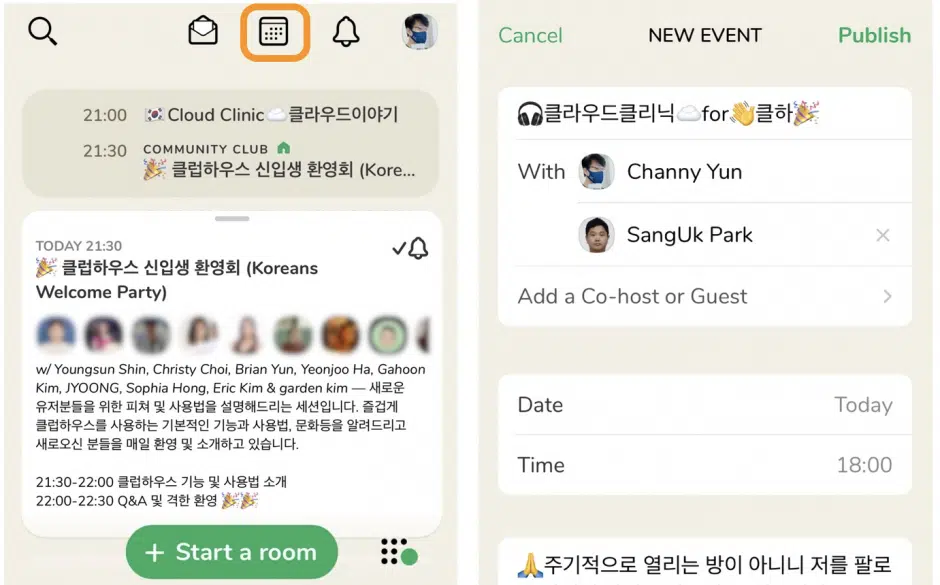 21:00 🇰🇷Cloud Clinic☁️클라우드이야기
21:30 COMMUNITY CLUB
🎉 클럽하우스 신입생 환영회 (Kore...
TODAY 21:30
🎉 클럽하우스 신입생 환영회 (Koreans
Welcome Party)
w/ Youngsun Shin, Christy Choi, Brian Yun, Yeonjoo Ha, Gahoon
Kim, JYOONG, Sophia Hong, Eric Kim & garden kim — 새로운
유저분들을 위한 피쳐 및 사용법을 설명해드리는 세션입니다. 즐겁게
클럽하우스를 사용하는 기본적인 기능과 사용법, 문화등을 알려드리고
새로오신 분들을 매일 환영 및 소개하고 있습니다.
21:30-22:00 클럽하우스 기능 및 사용법 소개
22:00-22:30 Q&A 및 격한 환영 🎉🎉
+ Start a room
Cancel NEW EVENT Publish
🎧클라우드클리닉☁️for👋클하🎉
With Channy Yun
SangUk Park
Add a Co-host or Guest
Date Today
Time 18:00
🙏주기적으로 열리는 방이 아니니 저를 팔로